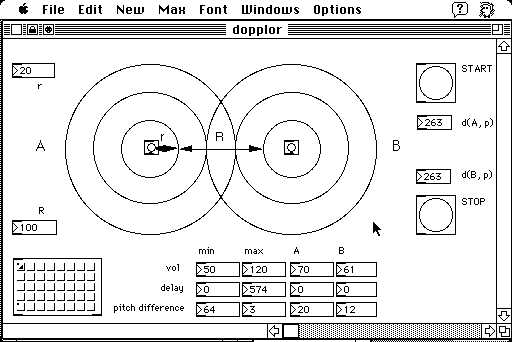 File Edit New Max Font Windows Options
dopplor
20
r
START
263 d(A,p)
A r R B
263 d(B,p)
STOP
R
100
min max A B
vol 50 120 70 61
delay 0 574 0 0
pitch difference 64 3 20 12